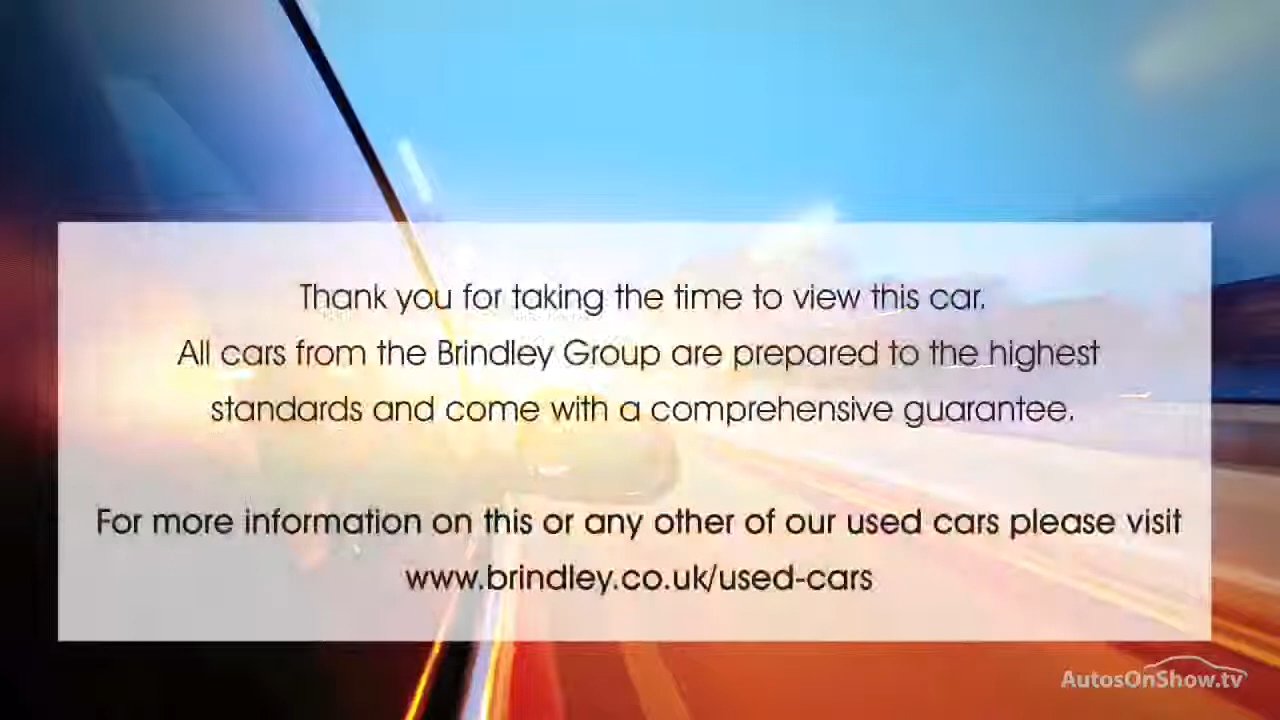 Thank you for taking the time to view this car.
All cars from the Brindley Group are prepared to the highest
standards and come with a comprehensive guarantee.
For more information on this or any other of our used cars please visit
www.brindley.co.uk/used-cars
AutosOnShow.tv